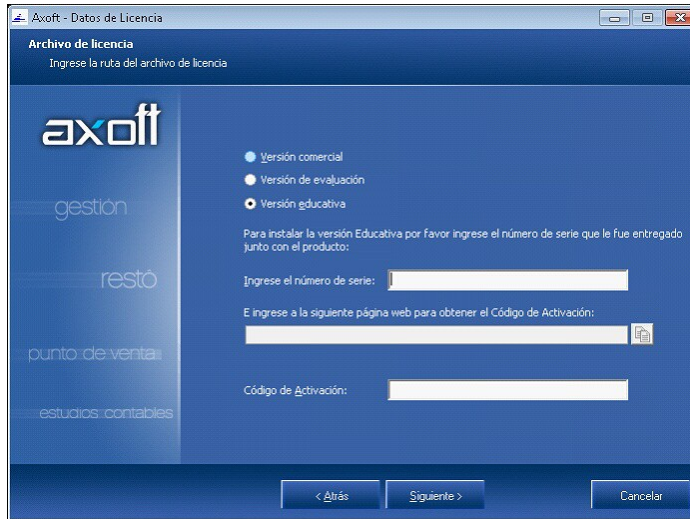 Axoft - Datos de Licencia
Archivo de licencia
Ingrese la ruta del archivo de licencia
axoft
gestión
restô
punto de venta
estudios contables
Versión comercial
Versión de evaluación
Versión educativa
Para instalar la versión Educativa por favor ingrese el número de serie que le fue entregado
junto con el producto:
Ingrese el número de serie:
E ingrese a la siguiente página web para obtener el Código de Activación:
Código de Activación:
< Atrás
Siguiente >
Cancelar